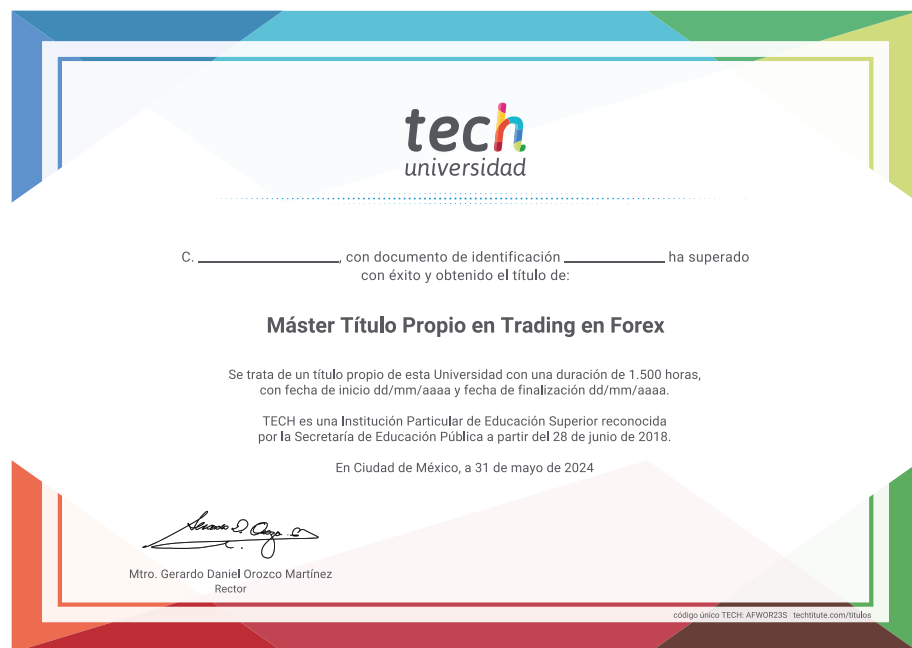 tech
universidad
C. ____________________, con documento de identificación ______________ ha superado
con éxito y obtenido el título de:
Máster Título Propio en Trading en Forex
Se trata de un título propio de esta Universidad con una duración de 1.500 horas,
con fecha de inicio dd/mm/aaaa y fecha de finalización dd/mm/aaaa.
TECH es una Institución Particular de Educación Superior reconocida
por la Secretaría de Educación Pública a partir del 28 de junio de 2018.
En Ciudad de México, a 31 de mayo de 2024
Mtro. Gerardo Daniel Orozco Martínez
Rector
código único TECH: AFWOR23S techtitute.com/titulos